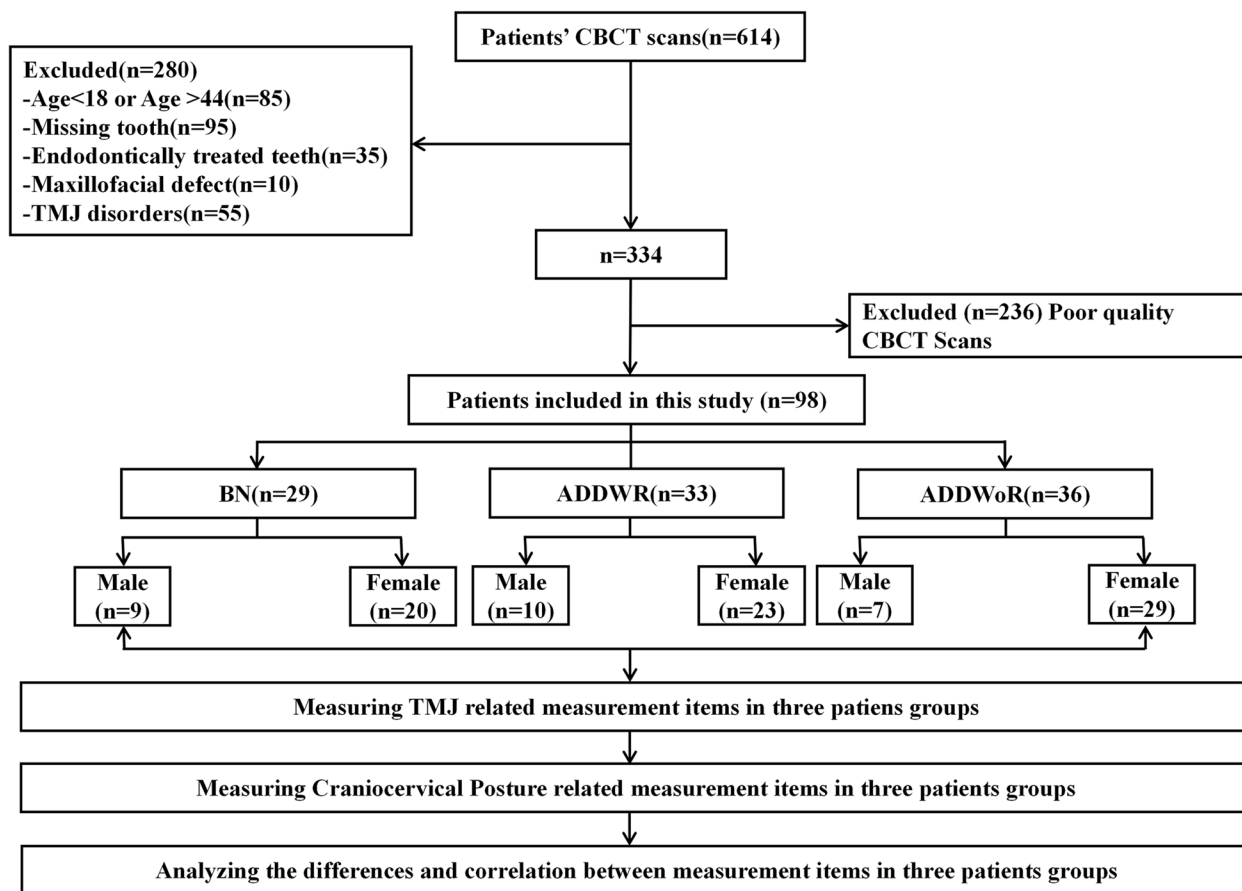 Patients’ CBCT scans(n=614)
Excluded(n=280)
-Age<18 or Age >44(n=85)
-Missing tooth(n=95)
-Endodontically treated teeth(n=35)
-Maxillofacial defect(n=10)
-TMJ disorders(n=55)
n=334
Excluded (n=236) Poor quality
CBCT Scans
Patients included in this study (n=98)
BN(n=29)
ADDWR(n=33)
ADDWoR(n=36)
Male
(n=9)
Female
(n=20)
Male
(n=10)
Female
(n=23)
Male
(n=7)
Female
(n=29)
Measuring TMJ related measurement items in three patiens groups
Measuring Craniocervical Posture related measurement items in three patients groups
Analyzing the differences and correlation between measurement items in three patients groups